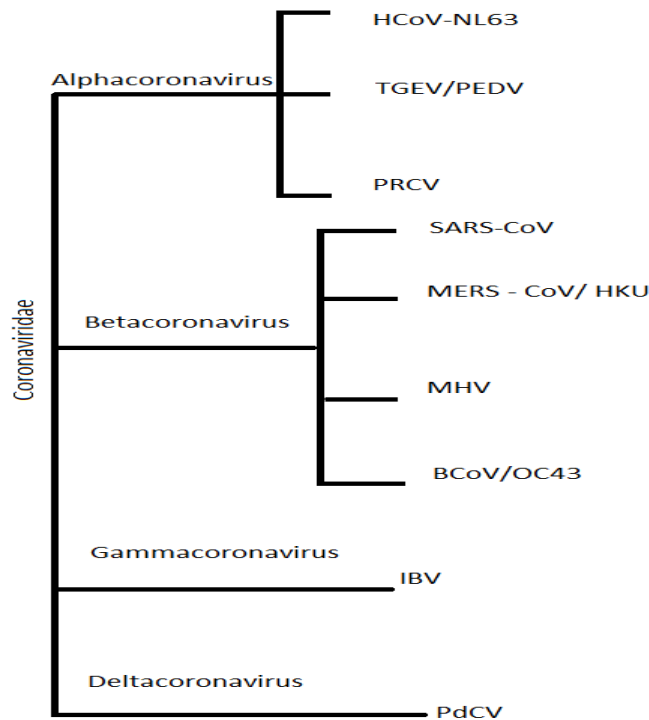 HCoV-NL63
Alphacoronavirus
TGEV/PEDV
PRCV
SARS-CoV
MERS - CoV/ HKU
Betacoronavirus
MHV
BCoV/OC43
Coronaviridae
Gammacoronavirus
IBV
Deltacoronavirus
PdCV